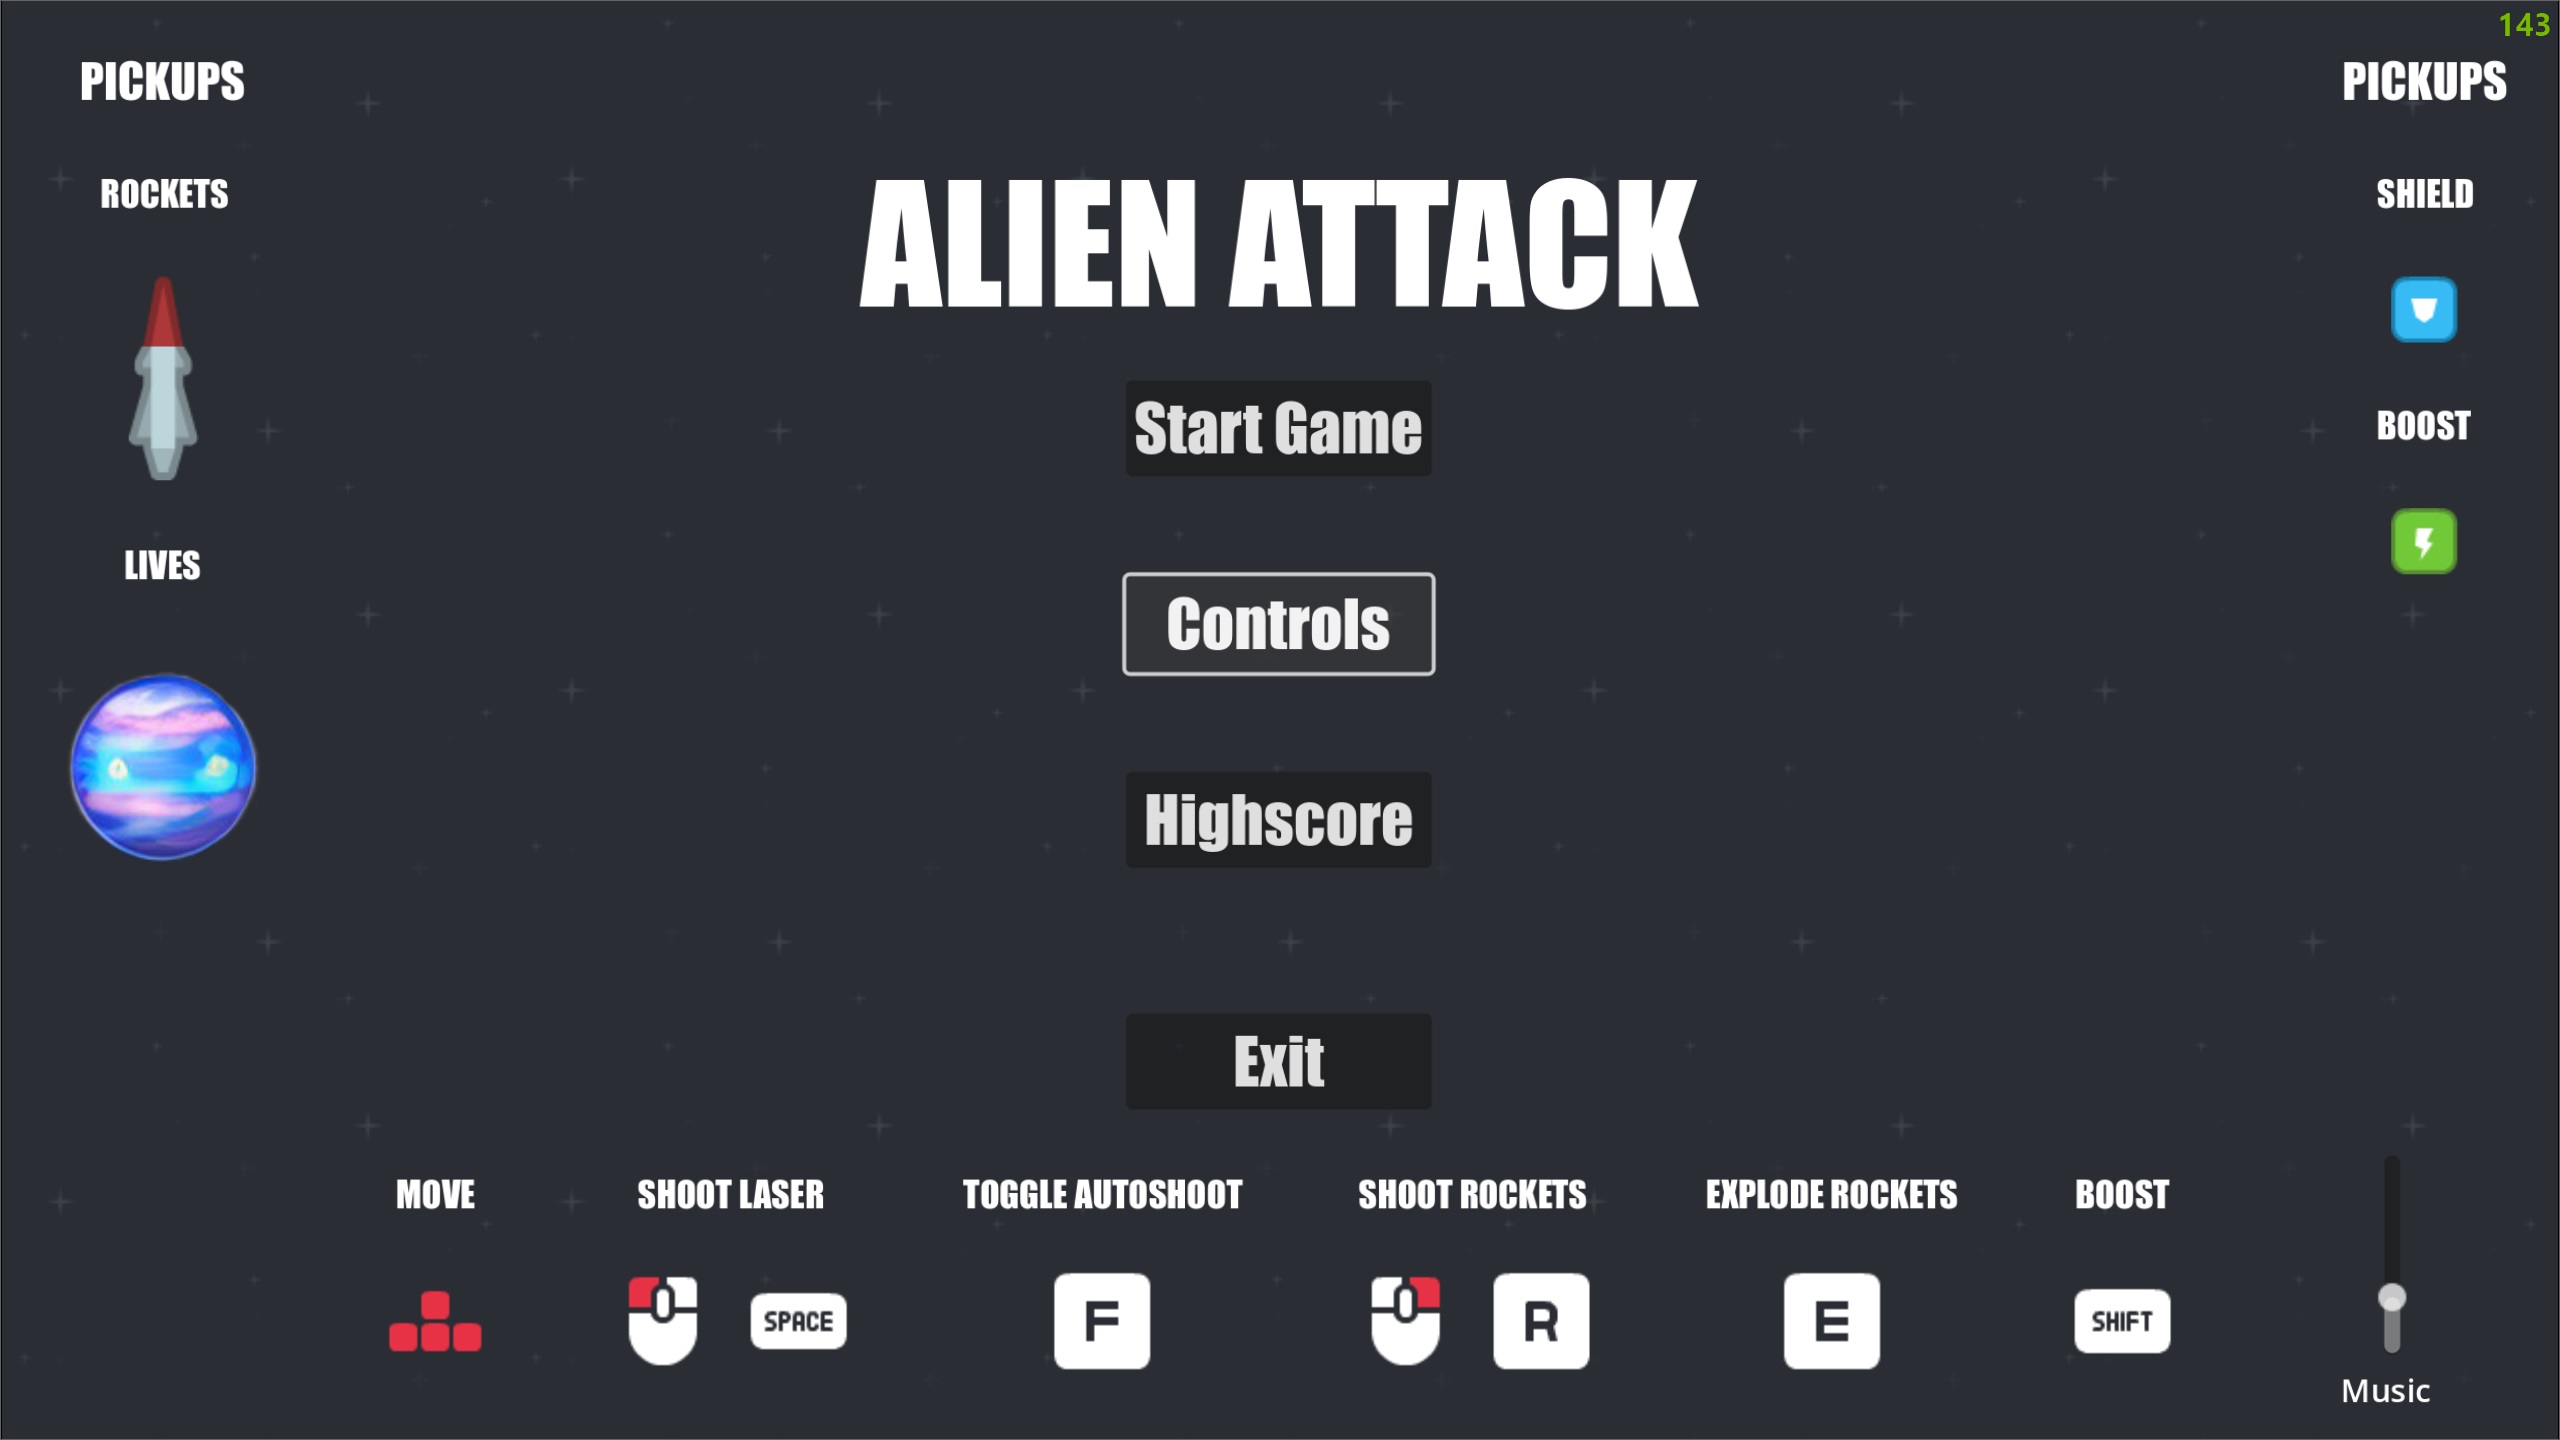 143
PICKUPS
PICKUPS
ROCKETS
SHIELD
ALIEN ATTACK
Start Game
BOOST
LIVES
Controls
Highscore
Exit
MOVE
SHOOT LASER
TOGGLE AUTOSHOOT
SHOOT ROCKETS
EXPLODE ROCKETS
BOOST
SPACE
F
R
E
SHIFT
Music